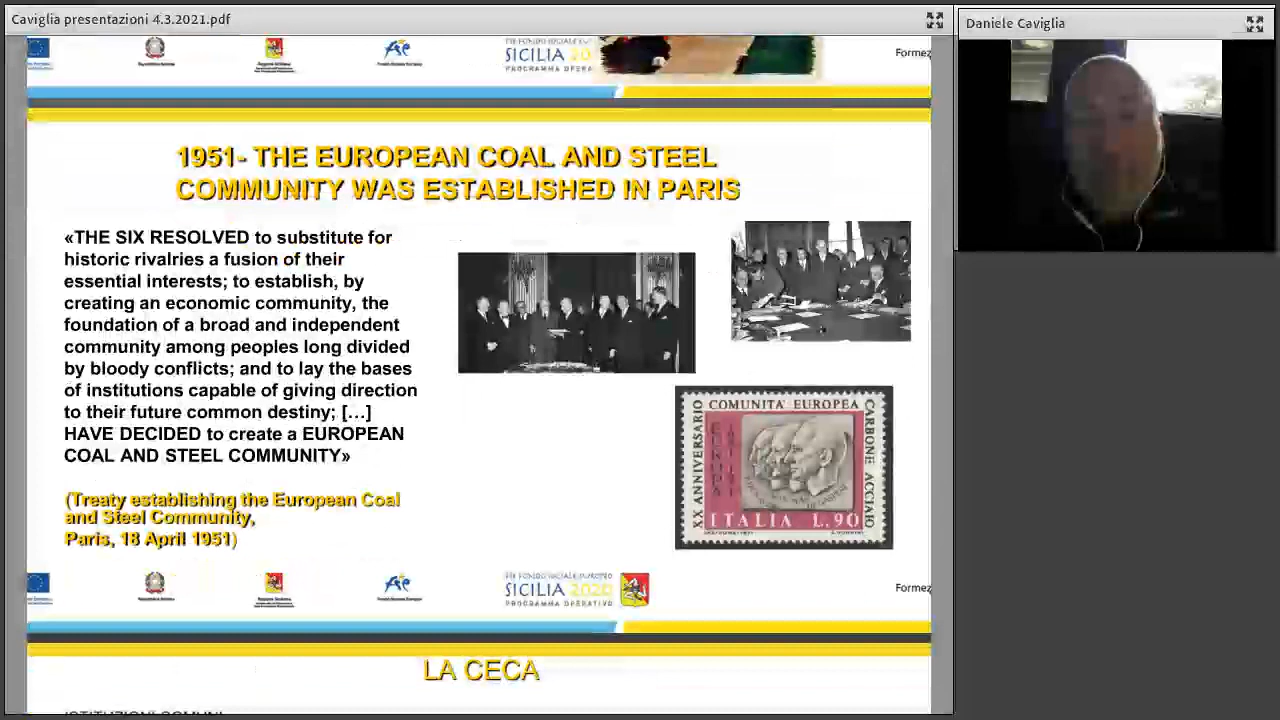 Caviglia presentazioni 4.3.2021.pdf
Daniele Caviglia
SICILIA 20
PROGRAMMA OPERA
Formez
1951- THE EUROPEAN COAL AND STEEL
COMMUNITY WAS ESTABLISHED IN PARIS
«THE SIX RESOLVED to substitute for
historic rivalries a fusion of their
essential interests; to establish, by
creating an economic community, the
foundation of a broad and independent
community among peoples long divided
by bloody conflicts; and to lay the bases
of institutions capable of giving direction
to their future common destiny; […]
HAVE DECIDED to create a EUROPEAN
COAL AND STEEL COMMUNITY»
(Treaty establishing the European Coal
and Steel Community,
Paris, 18 April 1951)
XX ANNIVERSARIO
COMUNITA' EUROPEA
CARBONE ACCIAIO
ITALIA L.90
SICILIA 2020
PROGRAMMA OPERATIVO
Formez
LA CECA